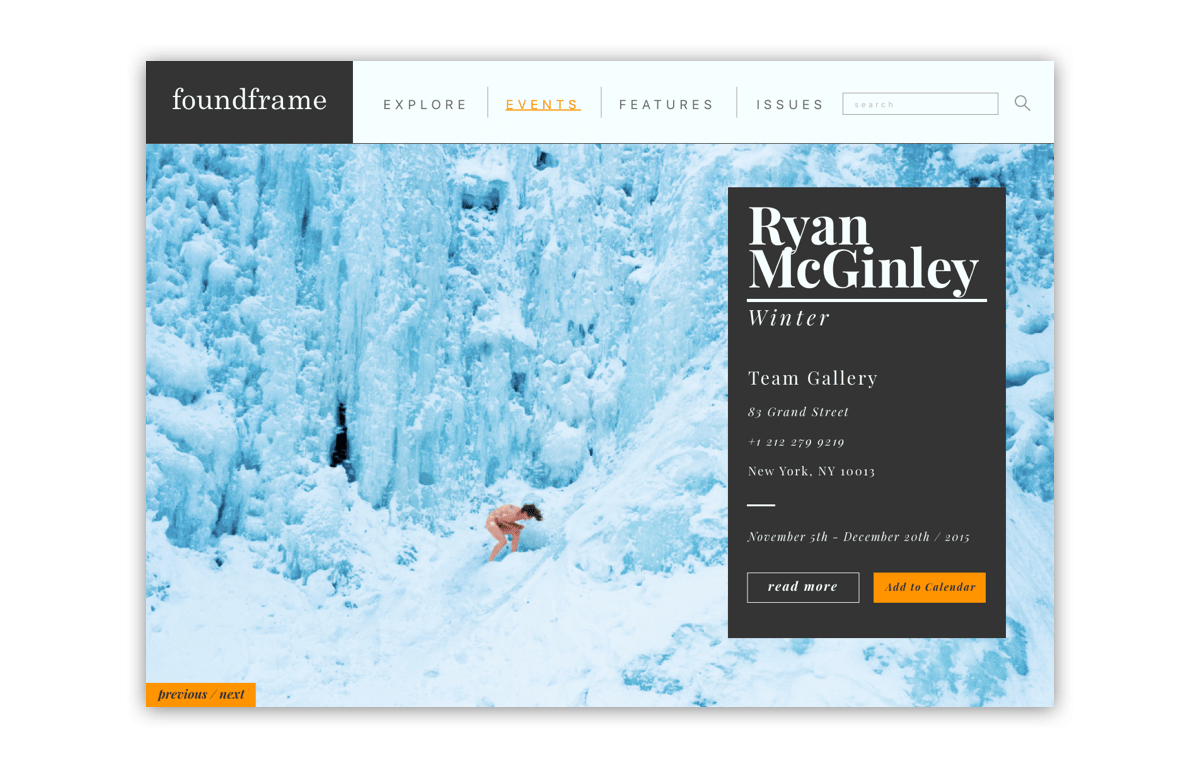 foundframe
EXPLORE
EVENTS
FEATURES
ISSUES
search
Ryan
McGinley
Winter
Team Gallery
83 Grand Street
+1 212 279 9219
New York, NY 10013
November 5th - December 20th / 2015
read more
Add to Calendar
previous / next